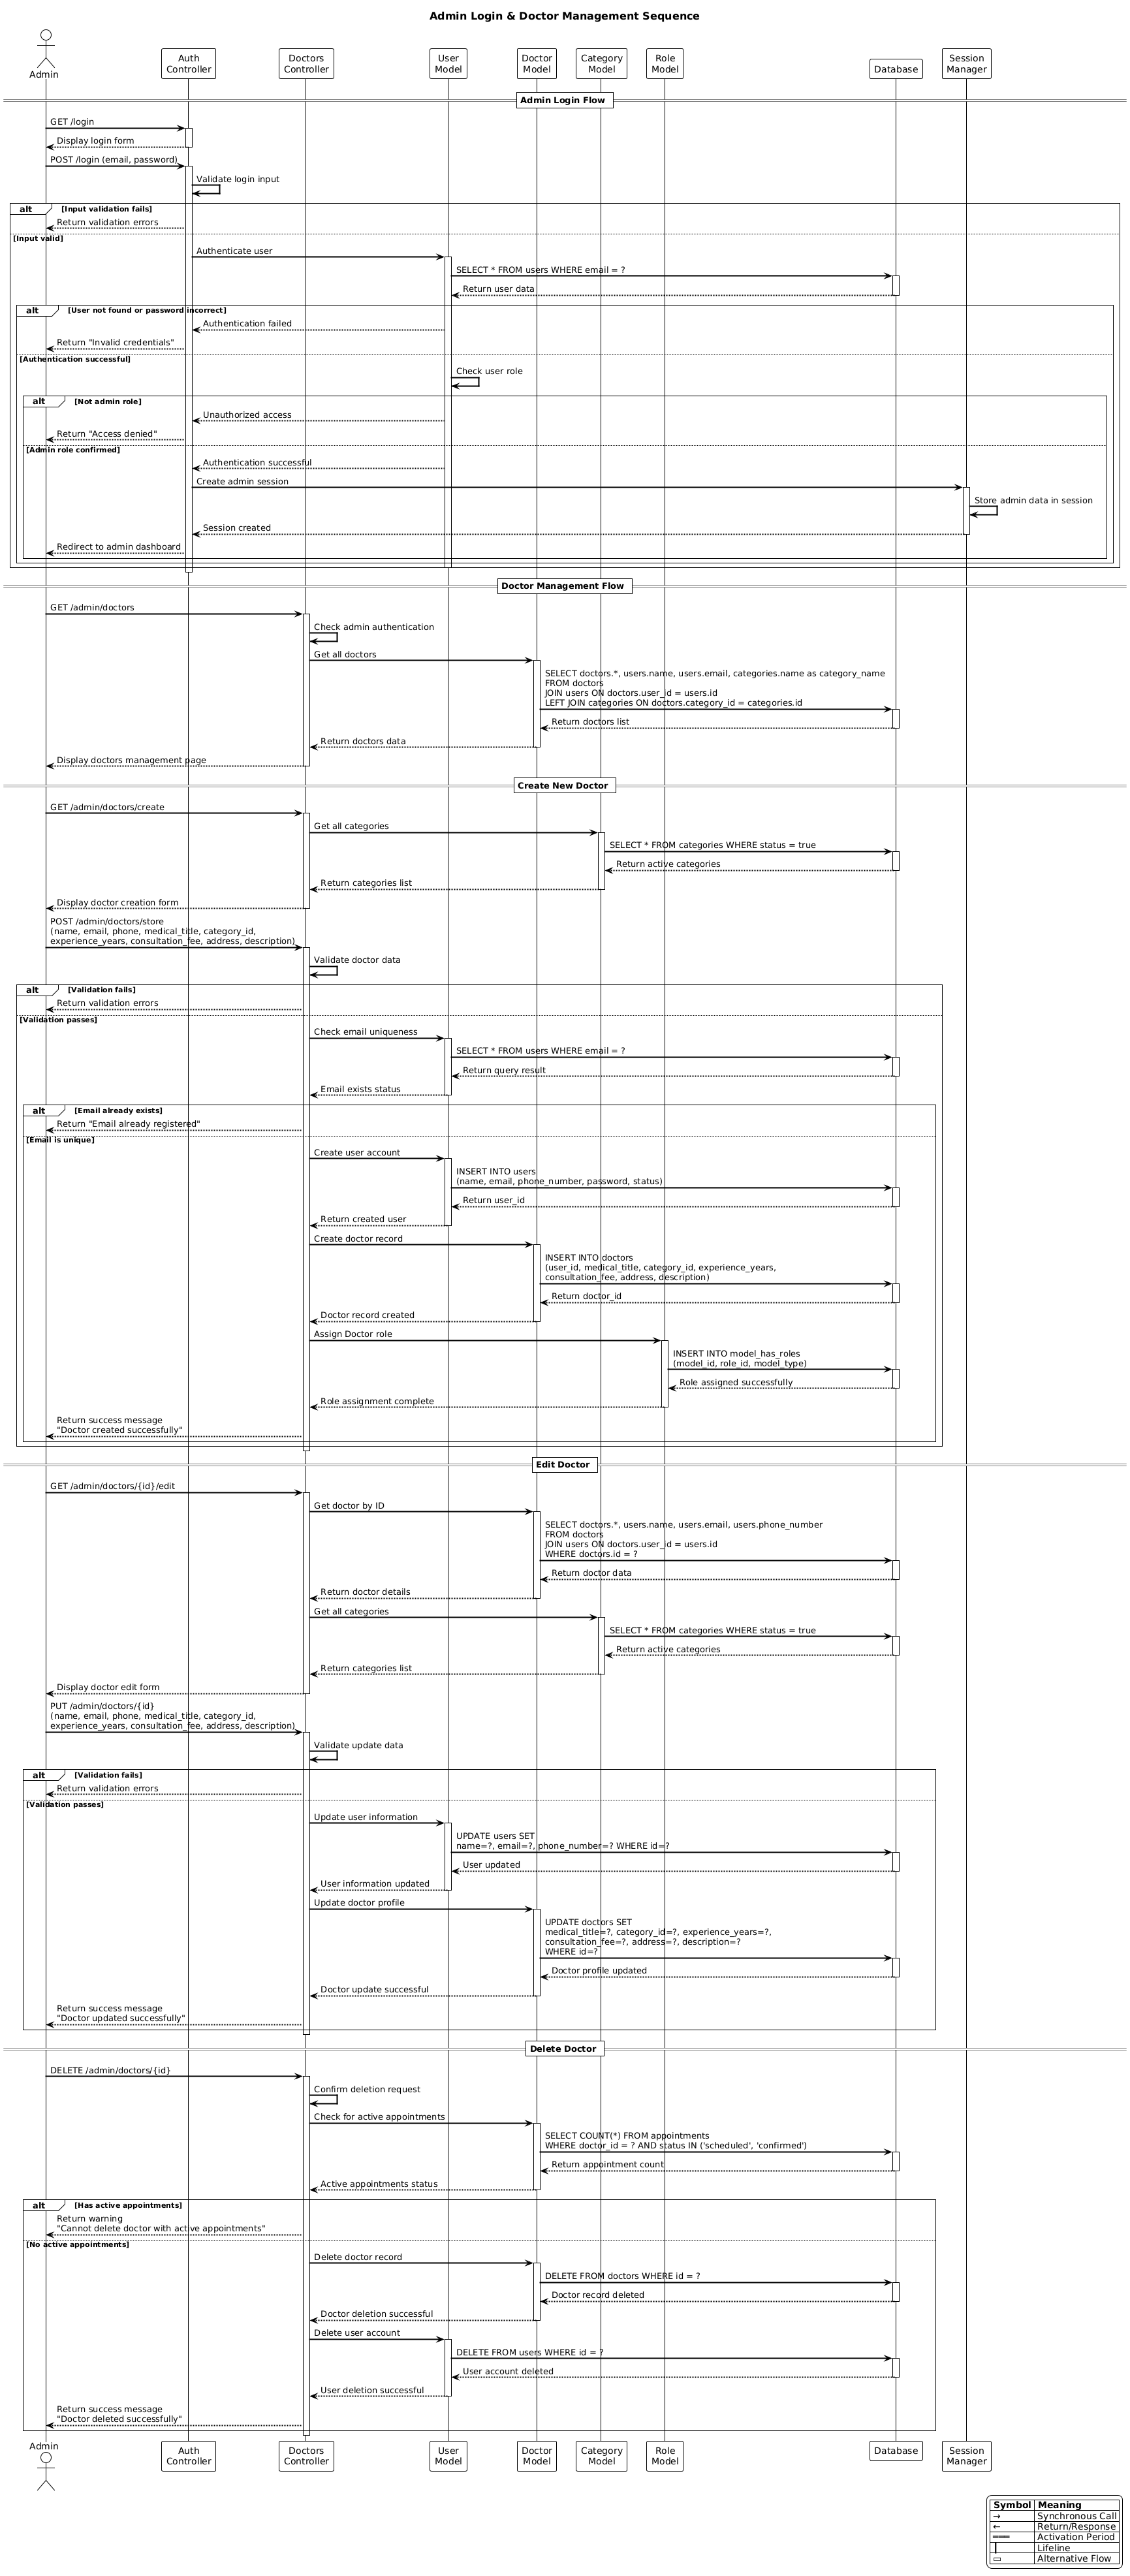 Admin Login & Doctor Management Sequence
Admin
Auth
Controller
Doctors
Controller
User
Model
Doctor
Model
Category
Model
Role
Model
Database
Session
Manager
Admin Login Flow
GET /login
Display login form
POST /login (email, password)
Validate login input
alt [Input validation fails]
Return validation errors
[Input valid]
Authenticate user
SELECT * FROM users WHERE email = ?
Return user data
alt [User not found or password incorrect]
Authentication failed
Return "Invalid credentials"
[Authentication successful]
Check user role
alt [Not admin role]
Unauthorized access
Return "Access denied"
[Admin role confirmed]
Authentication successful
Create admin session
Store admin data in session
Session created
Redirect to admin dashboard
Doctor Management Flow
GET /admin/doctors
Check admin authentication
Get all doctors
SELECT doctors.*, users.name, users.email, categories.name as category_name
FROM doctors
JOIN users ON doctors.user_id = users.id
LEFT JOIN categories ON doctors.category_id = categories.id
Return doctors list
Return doctors data
Display doctors management page
Create New Doctor
GET /admin/doctors/create
Get all categories
SELECT * FROM categories WHERE status = true
Return active categories
Return categories list
Display doctor creation form
POST /admin/doctors/store
(name, email, phone, medical_title, category_id,
experience_years, consultation_fee, address, description)
Validate doctor data
alt [Validation fails]
Return validation errors
[Validation passes]
Check email uniqueness
SELECT * FROM users WHERE email = ?
Return query result
Email exists status
alt [Email already exists]
Return "Email already registered"
[Email is unique]
Create user account
INSERT INTO users
(name, email, phone_number, password, status)
Return user_id
Return created user
Create doctor record
INSERT INTO doctors
(user_id, medical_title, category_id, experience_years,
consultation_fee, address, description)
Return doctor_id
Doctor record created
Assign Doctor role
INSERT INTO model_has_roles
(model_id, role_id, model_type)
Role assigned successfully
Role assignment complete
Return success message
"Doctor created successfully"
Edit Doctor
GET /admin/doctors/{id}/edit
Get doctor by ID
SELECT doctors.*, users.name, users.email, users.phone_number
FROM doctors
JOIN users ON doctors.user_id = users.id
WHERE doctors.id = ?
Return doctor data
Return doctor details
Get all categories
SELECT * FROM categories WHERE status = true
Return active categories
Return categories list
Display doctor edit form
PUT /admin/doctors/{id}
(name, email, phone, medical_title, category_id,
experience_years, consultation_fee, address, description)
Validate update data
alt [Validation fails]
Return validation errors
[Validation passes]
Update user information
UPDATE users SET
name=?, email=?, phone_number=? WHERE id=?
User updated
User information updated
Update doctor profile
UPDATE doctors SET
medical_title=?, category_id=?, experience_years=?,
consultation_fee=?, address=?, description=?
WHERE id=?
Doctor profile updated
Doctor update successful
Return success message
"Doctor updated successfully"
Delete Doctor
DELETE /admin/doctors/{id}
Confirm deletion request
Check for active appointments
SELECT COUNT(*) FROM appointments
WHERE doctor_id = ? AND status IN ('scheduled', 'confirmed')
Return appointment count
Active appointments status
alt [Has active appointments]
Return warning
"Cannot delete doctor with active appointments"
[No active appointments]
Delete doctor record
DELETE FROM doctors WHERE id = ?
Doctor record deleted
Doctor deletion successful
Delete user account
DELETE FROM users WHERE id = ?
User account deleted
User deletion successful
Return success message
"Doctor deleted successfully"
Admin
Auth
Controller
Doctors
Controller
User
Model
Doctor
Model
Category
Model
Role
Model
Database
Session
Manager
Symbol Meaning
→ Synchronous Call
← Return/Response
═══ Activation Period
┃ Lifeline
▭ Alternative Flow